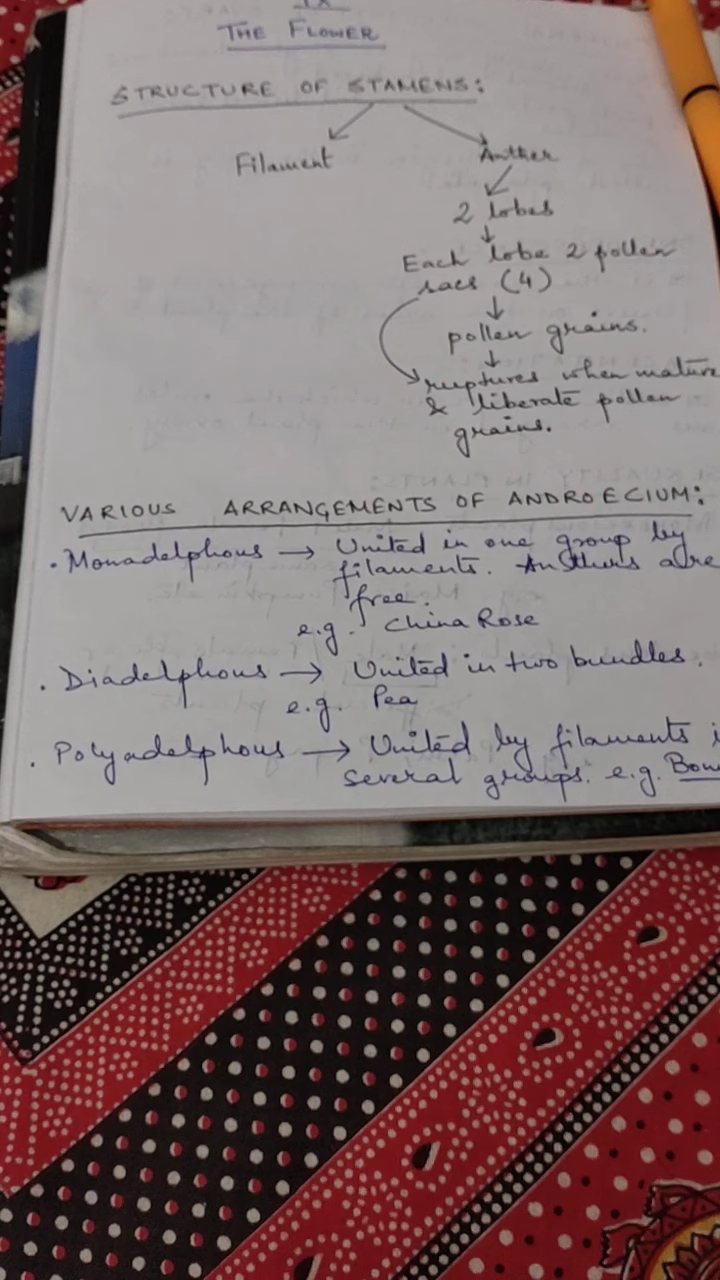 IX
THE FLOWER
STRUCTURE OF STAMENS:
Filament
Anther
2 lobes
Each lobe 2 pollen
sacs (4)
pollen grains.
ruptures when mature
& liberate pollen
grains.
VARIOUS ARRANGEMENTS OF ANDROECIUM:
. Monadelphous → United in one group by
filaments. Anthers are
free.
e.g. China Rose
. Diadelphous → United in two bundles.
e.g. Pea
. Polyadelphous → United by filaments
several groups. e.g.